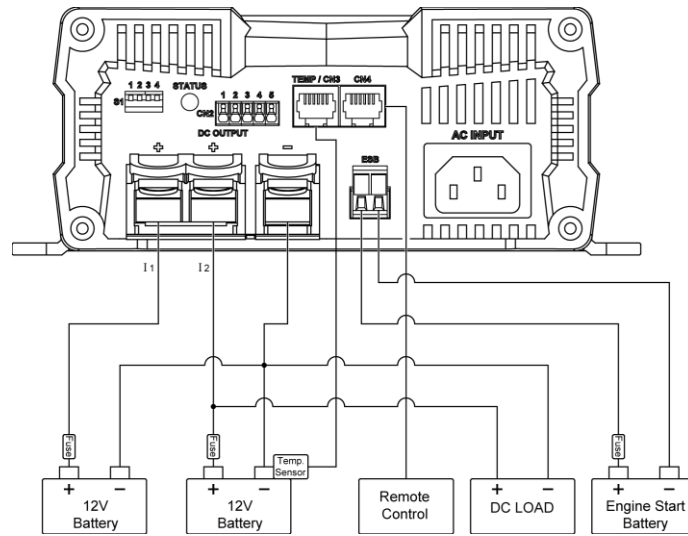 TEMP / CN3 CN4
1 2 3 4 STATUS
S1
1 2 3 4 5
CN2
DC OUTPUT
AC INPUT
+ + -
ESB
I1 I2
Fuse Fuse Fuse
Temp.
Sensor
+ − + − + − + −
12V
Battery
12V
Battery
Remote
Control
DC LOAD
Engine Start
Battery